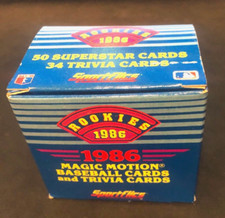 ROOKIES
1986
50 SUPERSTAR CARDS
34 TRIVIA CARDS
Sportflics
ROOKIES
1986
1986
MAGIC MOTION®
BASEBALL CARDS
and TRIVIA CARDS
Sportflics